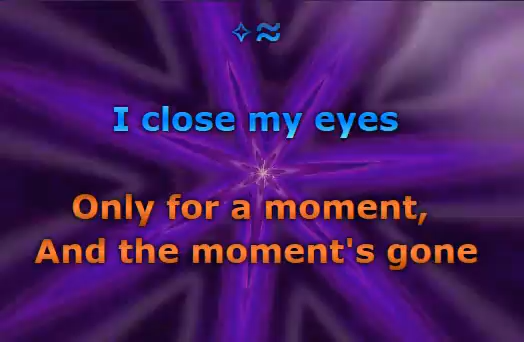 ✧≈
I close my eyes
Only for a moment,
And the moment's gone